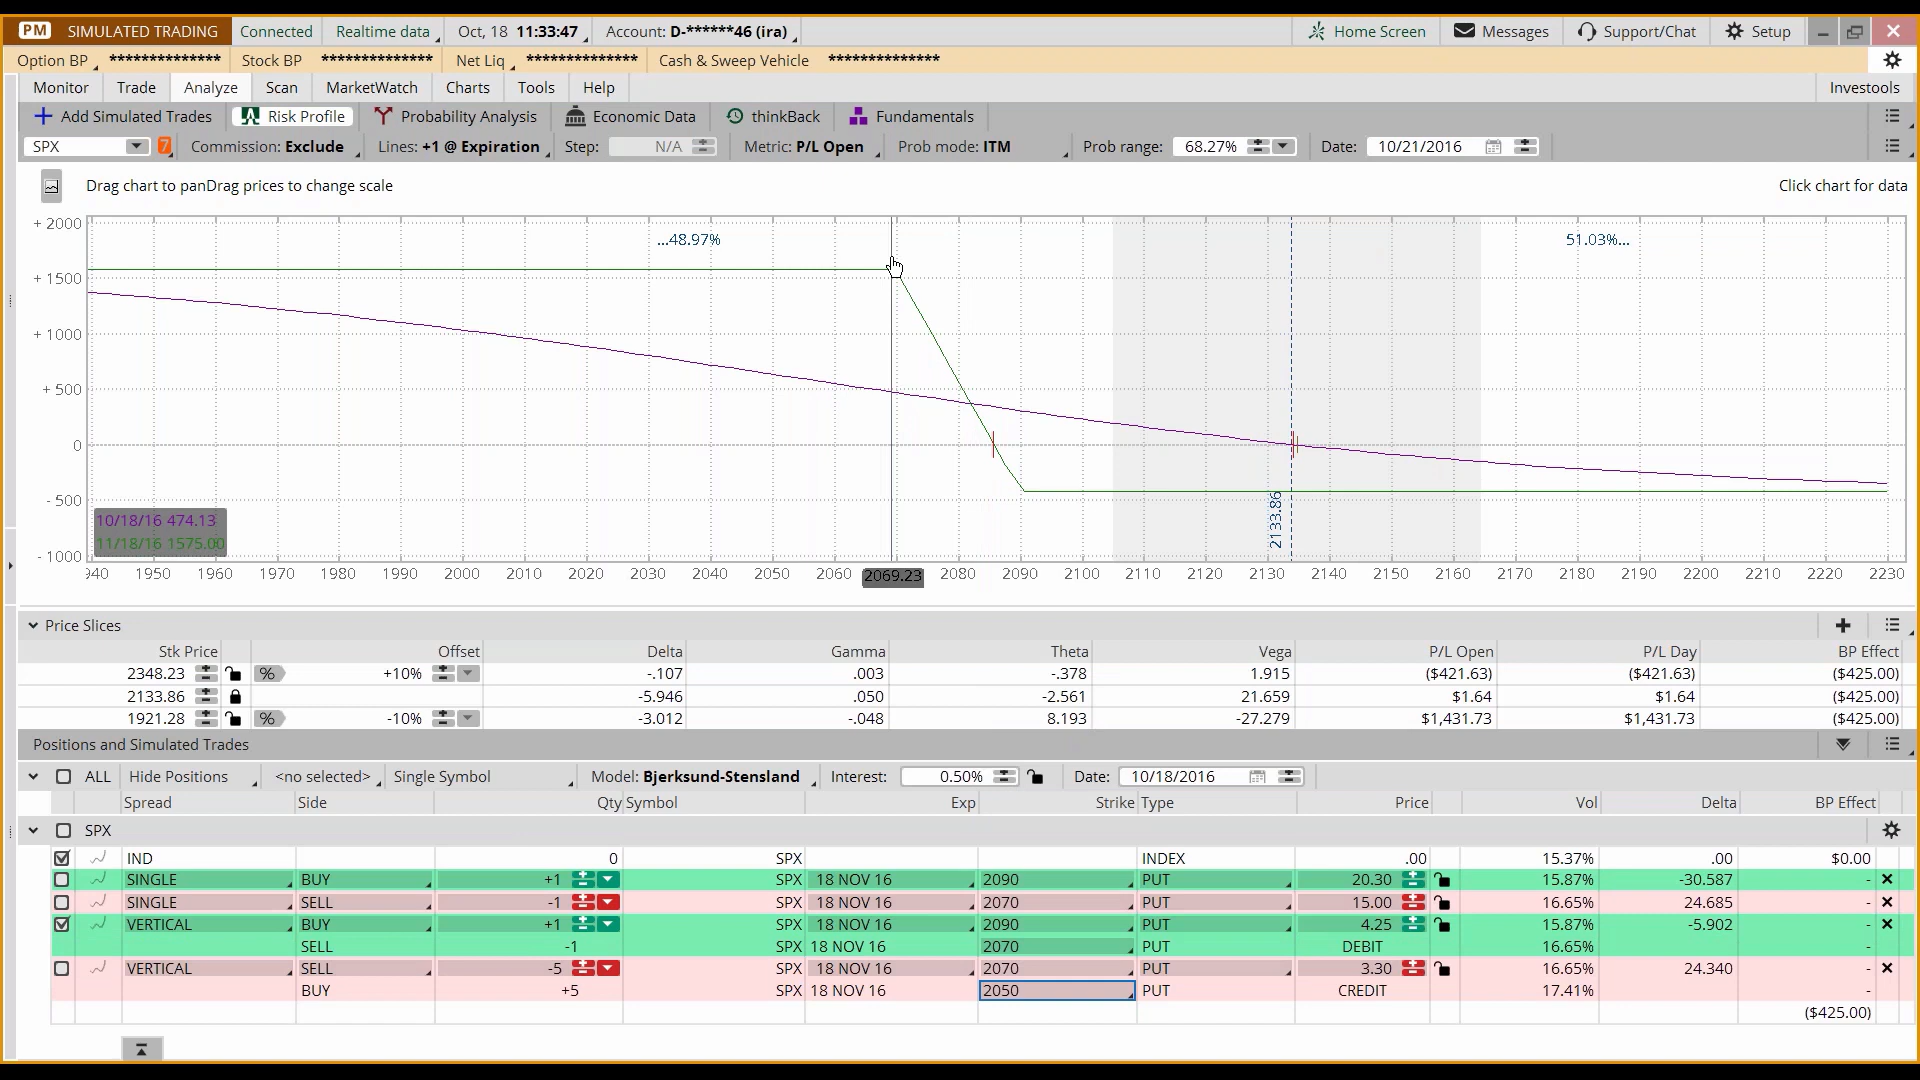 PM SIMULATED TRADING Connected Realtime data Oct, 18 11:33:47 Account: D-******46 (ira) Home Screen Messages Support/Chat Setup
Option BP ************** Stock BP ************** Net Liq ************** Cash & Sweep Vehicle **************
Monitor Trade Analyze Scan MarketWatch Charts Tools Help Investools
Add Simulated Trades Risk Profile Probability Analysis Economic Data thinkBack Fundamentals
SPX 7 Commission: Exclude Lines: +1 @ Expiration Step: N/A Metric: P/L Open Prob mode: ITM Prob range: 68.27% Date: 10/21/2016
Drag chart to panDrag prices to change scale Click chart for data
+ 2000
...48.97% 51.03%...
+ 1500
+ 1000
+ 500
0
- 500
2133.86
10/18/16 474.13
11/18/16 1575.00
- 1000
940 1950 1960 1970 1980 1990 2000 2010 2020 2030 2040 2050 2060 2069.23 2080 2090 2100 2110 2120 2130 2140 2150 2160 2170 2180 2190 2200 2210 2220 2230
Price Slices
Stk Price Offset Delta Gamma Theta Vega P/L Open P/L Day BP Effect
2348.23 % +10% -.107 .003 -.378 1.915 ($421.63) ($421.63) ($425.00)
2133.86 -5.946 .050 -2.561 21.659 $1.64 $1.64 ($425.00)
1921.28 % -10% -3.012 -.048 8.193 -27.279 $1,431.73 $1,431.73 ($425.00)
Positions and Simulated Trades
ALL Hide Positions <no selected> Single Symbol Model: Bjerksund-Stensland Interest: 0.50% Date: 10/18/2016
Spread Side Qty Symbol Exp Strike Type Price Vol Delta BP Effect
SPX
IND 0 SPX INDEX .00 15.37% .00 $0.00
SINGLE BUY +1 SPX 18 NOV 16 2090 PUT 20.30 15.87% -30.587 -
SINGLE SELL -1 SPX 18 NOV 16 2070 PUT 15.00 16.65% 24.685 -
VERTICAL BUY +1 SPX 18 NOV 16 2090 PUT 4.25 15.87% -5.902 -
SELL -1 SPX 18 NOV 16 2070 PUT DEBIT 16.65% -
VERTICAL SELL -5 SPX 18 NOV 16 2070 PUT 3.30 16.65% 24.340 -
BUY +5 SPX 18 NOV 16 2050 PUT CREDIT 17.41% -
($425.00)